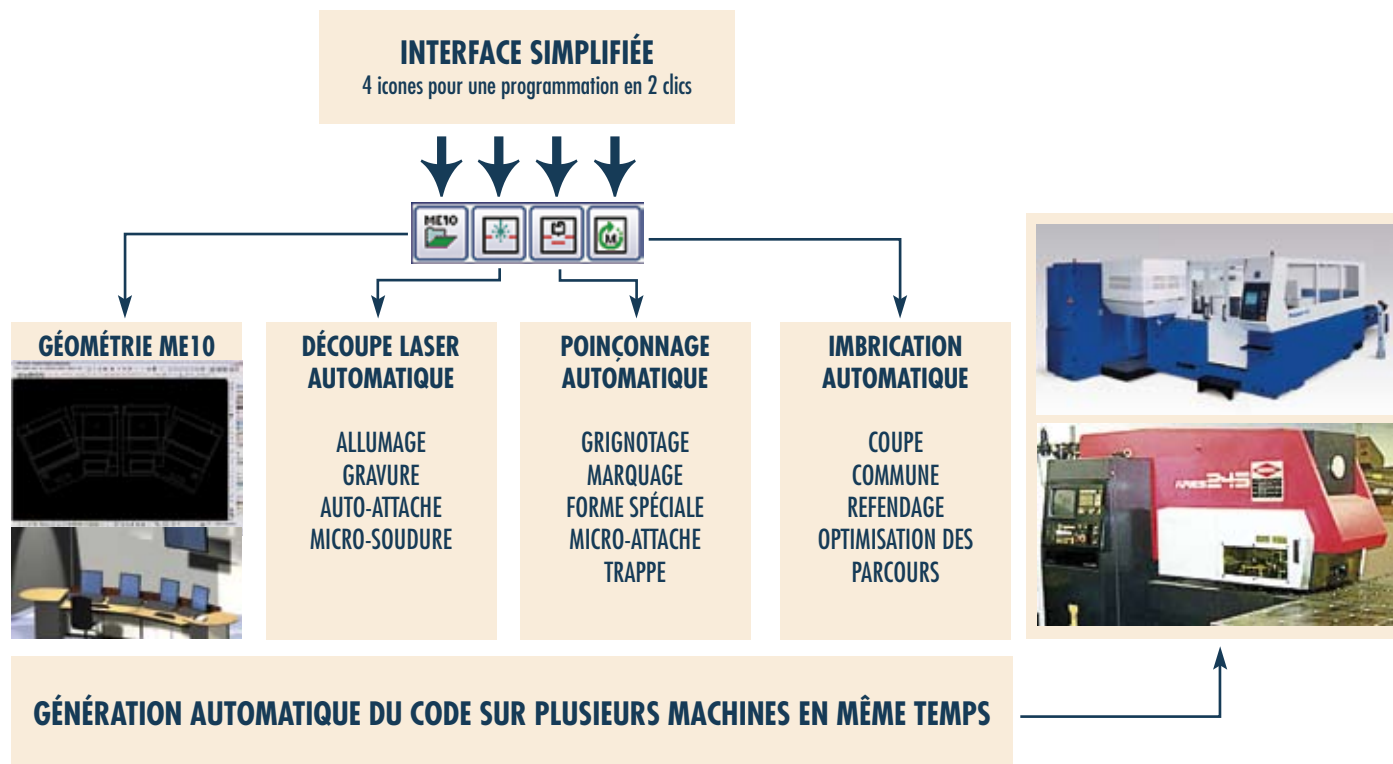 INTERFACE SIMPLIFIÉE
4 icones pour une programmation en 2 clics
ME10
M
GÉOMÉTRIE ME10
DÉCOUPE LASER
AUTOMATIQUE
ALLUMAGE
GRAVURE
AUTO-ATTACHE
MICRO-SOUDURE
POINÇONNAGE
AUTOMATIQUE
GRIGNOTAGE
MARQUAGE
FORME SPÉCIALE
MICRO-ATTACHE
TRAPPE
IMBRICATION
AUTOMATIQUE
COUPE
COMMUNE
REFENDAGE
OPTIMISATION DES
PARCOURS
ARIES 245
GÉNÉRATION AUTOMATIQUE DU CODE SUR PLUSIEURS MACHINES EN MÊME TEMPS